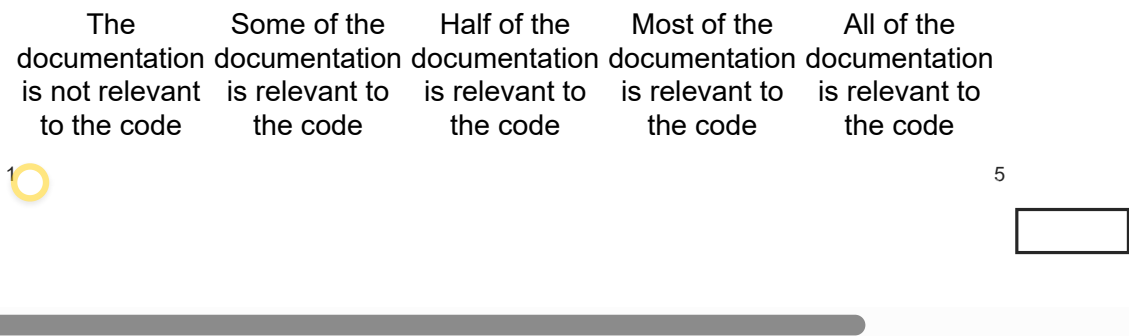 The documentation is not relevant to the code
Some of the documentation is relevant to the code
Half of the documentation is relevant to the code
Most of the documentation is relevant to the code
All of the documentation is relevant to the code
1
5